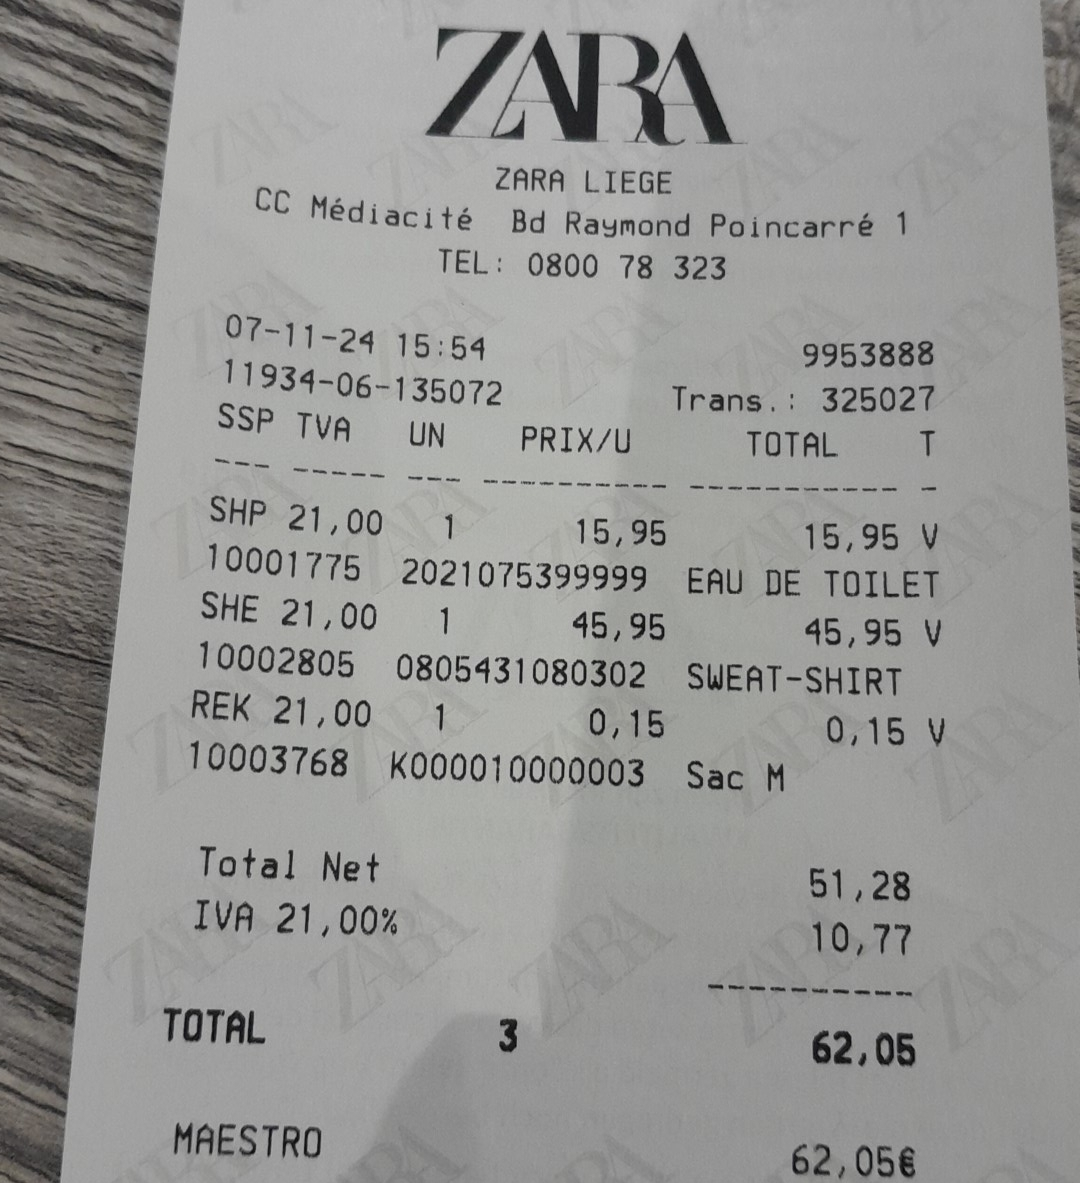 ZARA
ZARA LIEGE
CC Médiacité Bd Raymond Poincarré 1
TEL: 0800 78 323
07-11-24 15:54 9953888
11934-06-135072 Trans.: 325027
SSP TVA UN PRIX/U TOTAL T
--- ----- --- ---------- ----------- -
SHP 21,00 1 15,95 15,95 V
10001775 2021075399999 EAU DE TOILET
SHE 21,00 1 45,95 45,95 V
10002805 0805431080302 SWEAT-SHIRT
REK 21,00 1 0,15 0,15 V
10003768 K000010000003 Sac M
Total Net 51,28
IVA 21,00% 10,77
----------
TOTAL 3 62,05
MAESTRO 62,05€